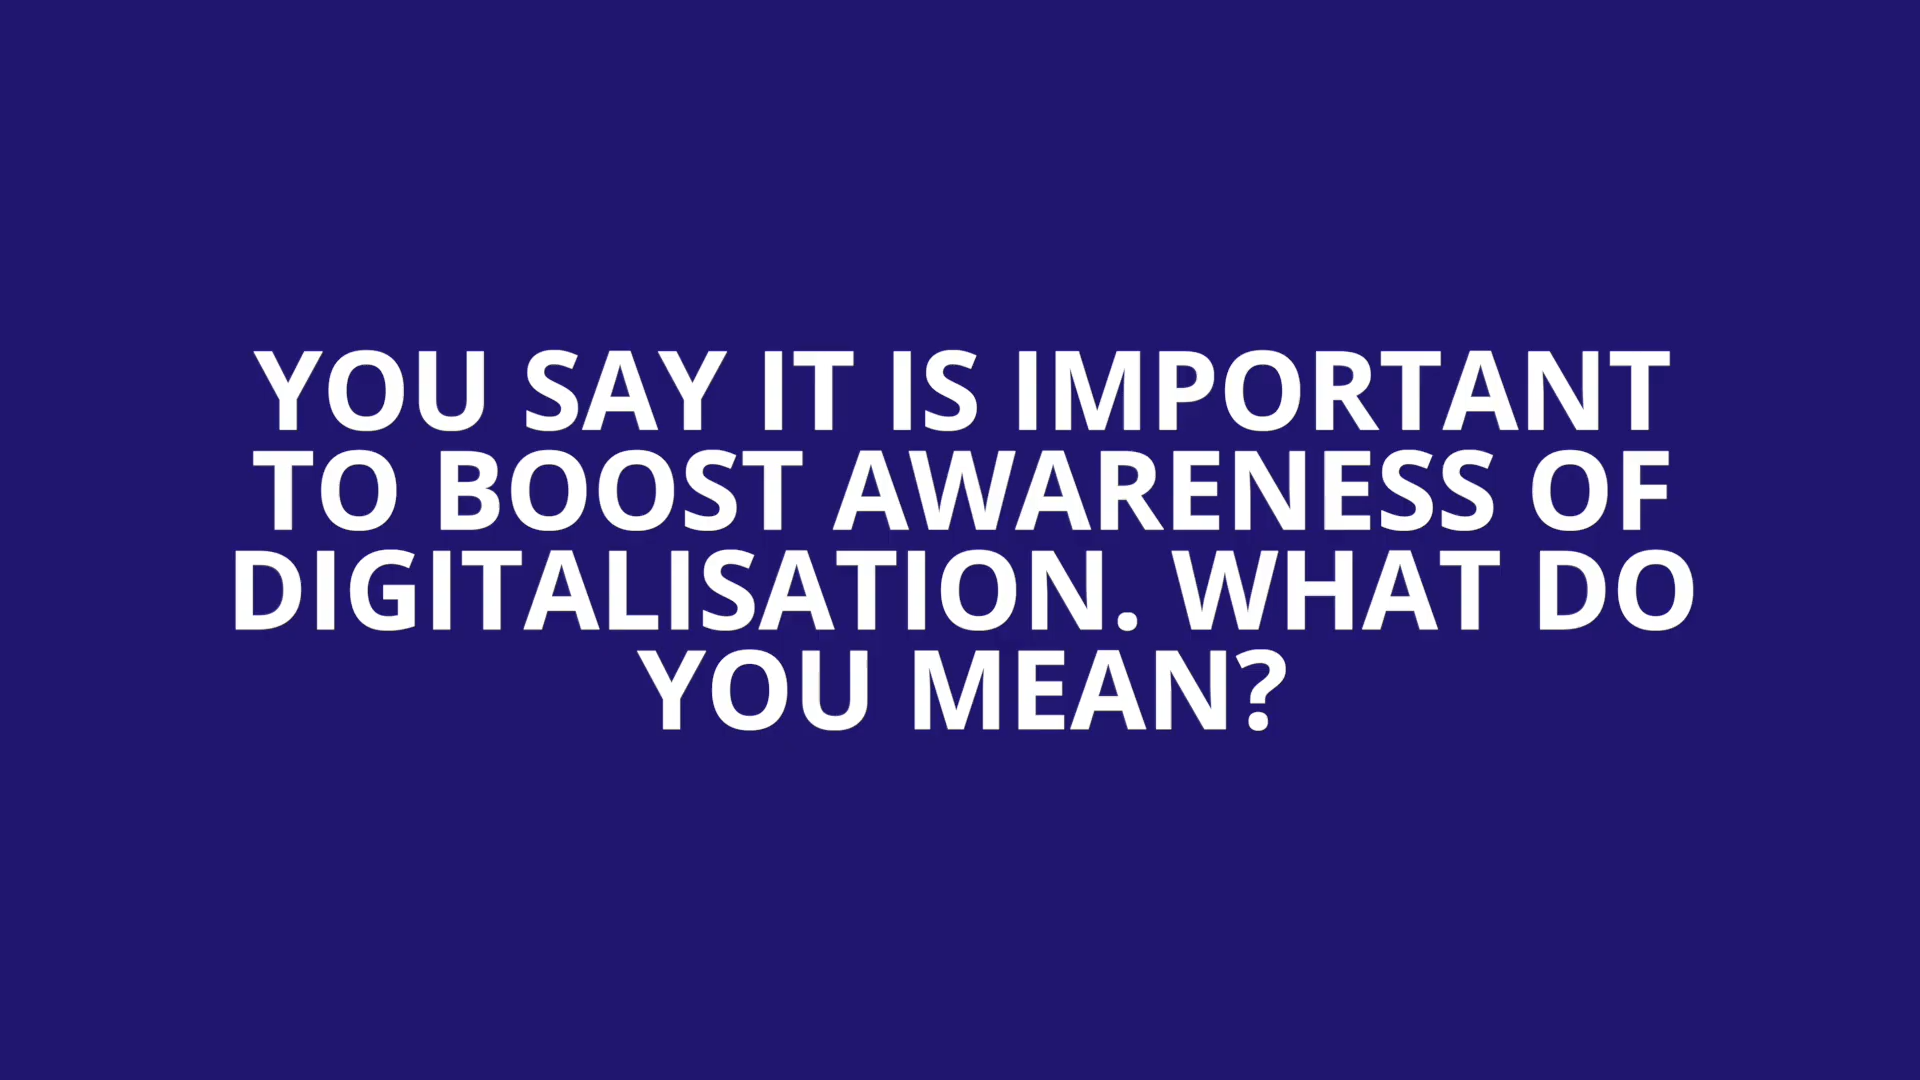 YOU SAY IT IS IMPORTANT
TO BOOST AWARENESS OF
DIGITALISATION. WHAT DO
YOU MEAN?